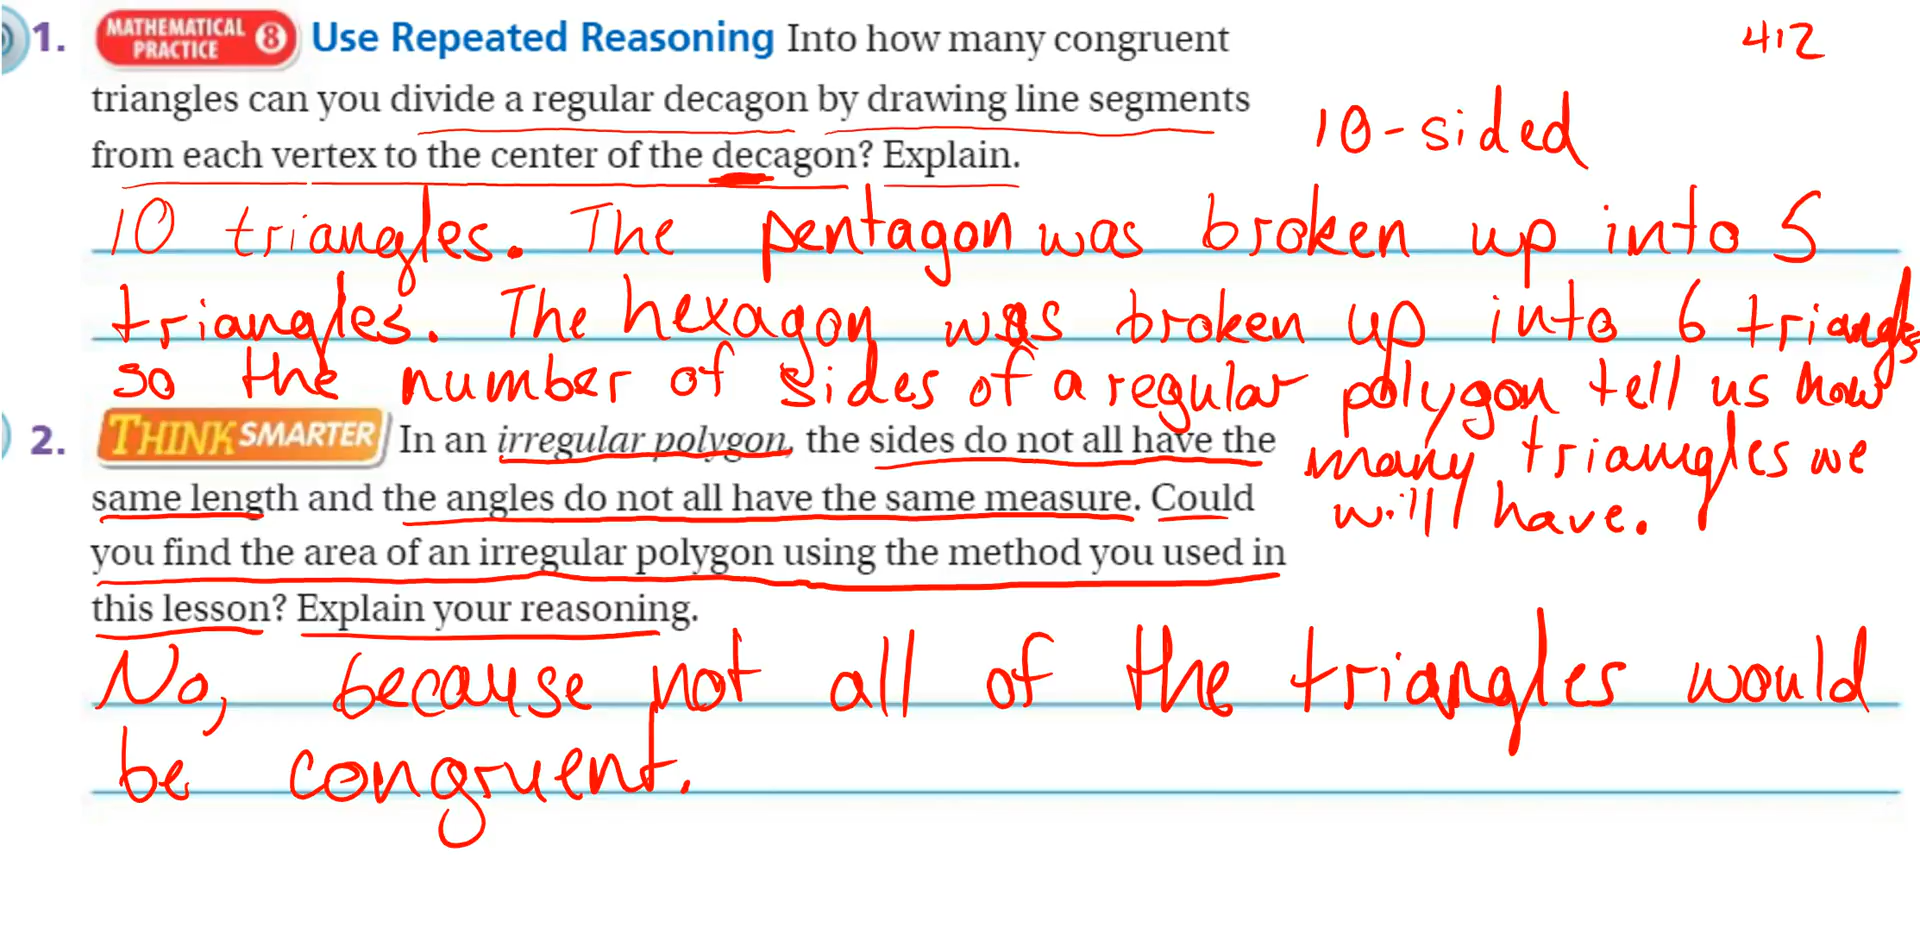 1. MATHEMATICAL PRACTICE 8 Use Repeated Reasoning Into how many congruent
412
triangles can you divide a regular decagon by drawing line segments
10-sided
from each vertex to the center of the decagon? Explain.
10 triangles. The pentagon was broken up into 5
triangles. The hexagon was broken up into 6 triangles
so the number of sides of a regular polygon tell us how
many triangles we
will have.
2. THINK SMARTER In an irregular polygon, the sides do not all have the
same length and the angles do not all have the same measure. Could
you find the area of an irregular polygon using the method you used in
this lesson? Explain your reasoning.
No, because not all of the triangles would
be congruent.